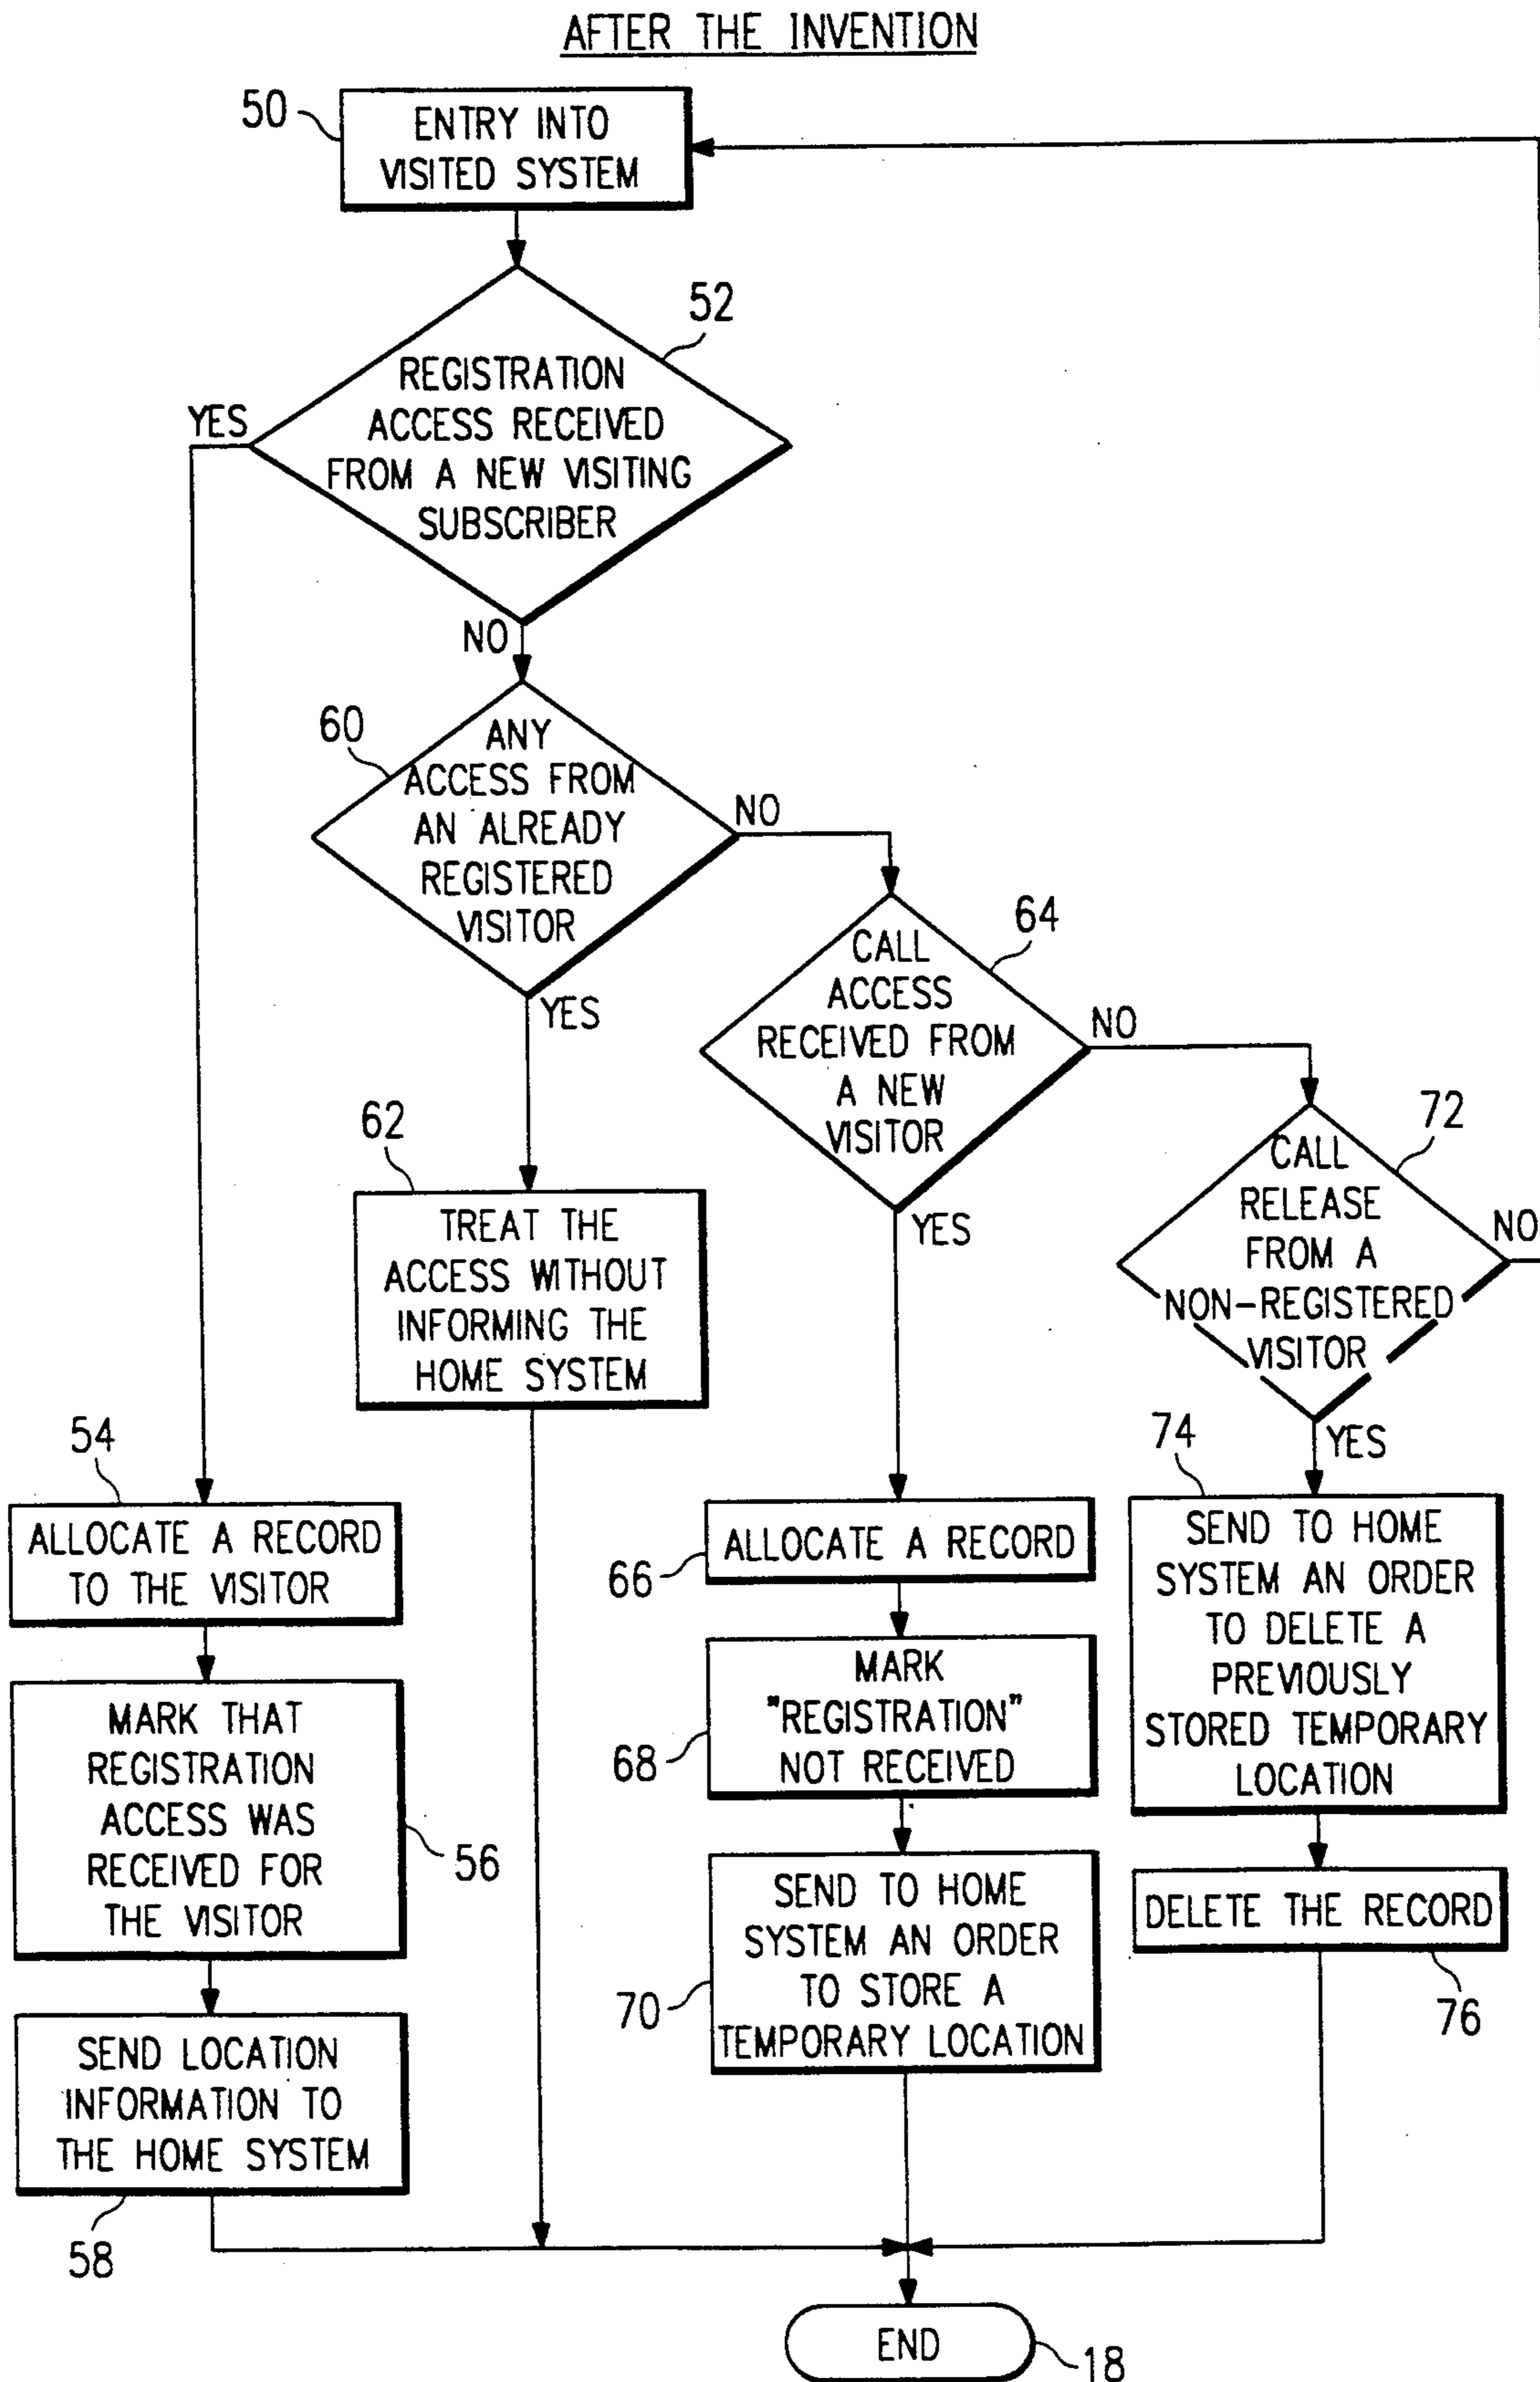 AFTER THE INVENTION
50
ENTRY INTO
VISITED SYSTEM
52
REGISTRATION
ACCESS RECEIVED
FROM A NEW VISITING
SUBSCRIBER
YES
NO
60
ANY
ACCESS FROM
AN ALREADY
REGISTERED
VISITOR
NO
YES
64
CALL
ACCESS
RECEIVED FROM
A NEW
VISITOR
NO
YES
72
CALL
RELEASE
FROM A
NON-REGISTERED
VISITOR
NO
YES
62
TREAT THE
ACCESS WITHOUT
INFORMING THE
HOME SYSTEM
54
ALLOCATE A RECORD
TO THE VISITOR
MARK THAT
REGISTRATION
ACCESS WAS
RECEIVED FOR
THE VISITOR
56
SEND LOCATION
INFORMATION TO
THE HOME SYSTEM
58
ALLOCATE A RECORD
66
MARK
"REGISTRATION"
NOT RECEIVED
68
SEND TO HOME
SYSTEM AN ORDER
TO STORE A
TEMPORARY LOCATION
70
74
SEND TO HOME
SYSTEM AN ORDER
TO DELETE A
PREVIOUSLY
STORED TEMPORARY
LOCATION
DELETE THE RECORD
76
END
18